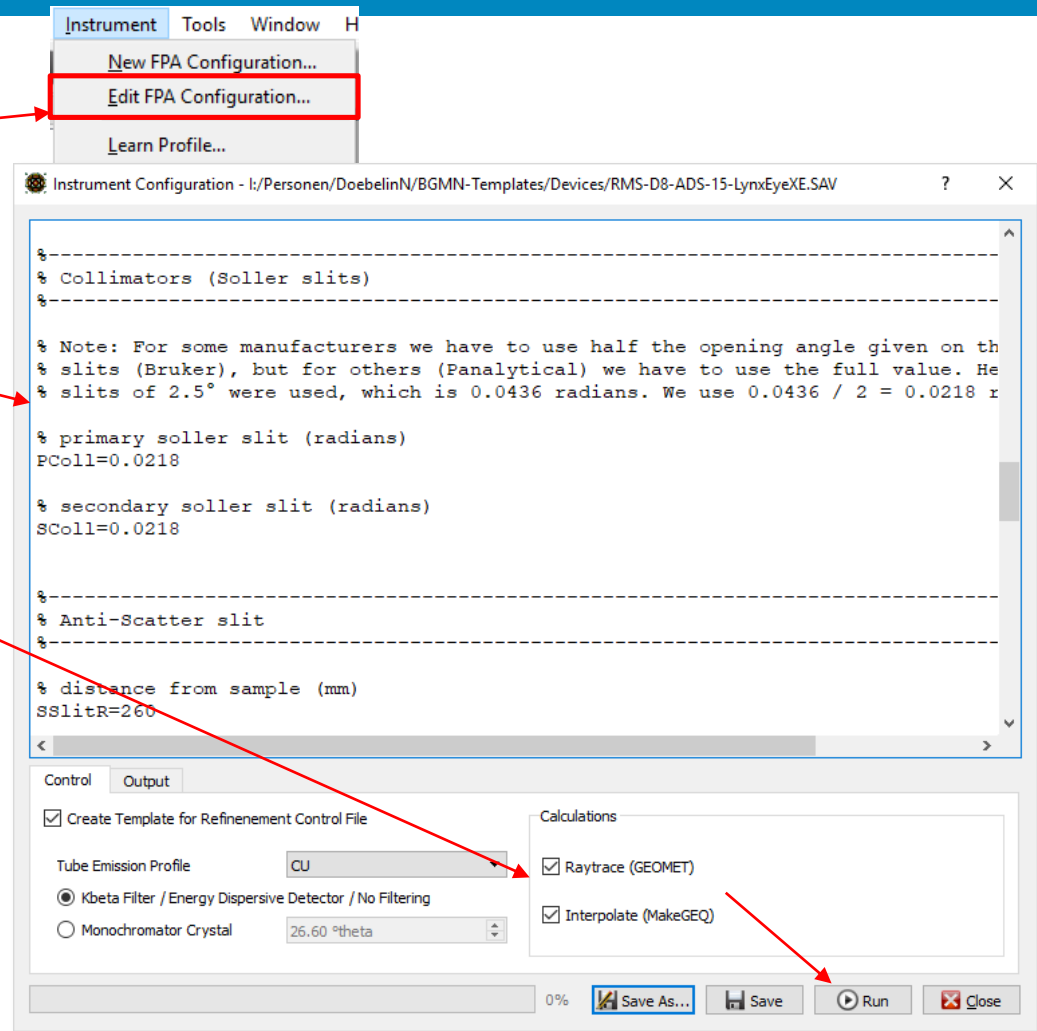 Instrument Tools Window H
New FPA Configuration...
Edit FPA Configuration...
Learn Profile...
Instrument Configuration - I:/Personen/DoebelinN/BGMN-Templates/Devices/RMS-D8-ADS-15-LynxEyeXE.SAV ? ×
%-----------------------------------------------------------------------------
% Collimators (Soller slits)
%-----------------------------------------------------------------------------
% Note: For some manufacturers we have to use half the opening angle given on th
% slits (Bruker), but for others (Panalytical) we have to use the full value. He
% slits of 2.5° were used, which is 0.0436 radians. We use 0.0436 / 2 = 0.0218 r
% primary soller slit (radians)
PColl=0.0218
% secondary soller slit (radians)
SColl=0.0218
%-----------------------------------------------------------------------------
% Anti-Scatter slit
%-----------------------------------------------------------------------------
% distance from sample (mm)
SSlitR=260
Control Output
Create Template for Refinenement Control File
Calculations
Tube Emission Profile CU
Raytrace (GEOMET)
Kbeta Filter / Energy Dispersive Detector / No Filtering
Interpolate (MakeGEQ)
Monochromator Crystal 26.60 °theta
0% Save As... Save Run Close